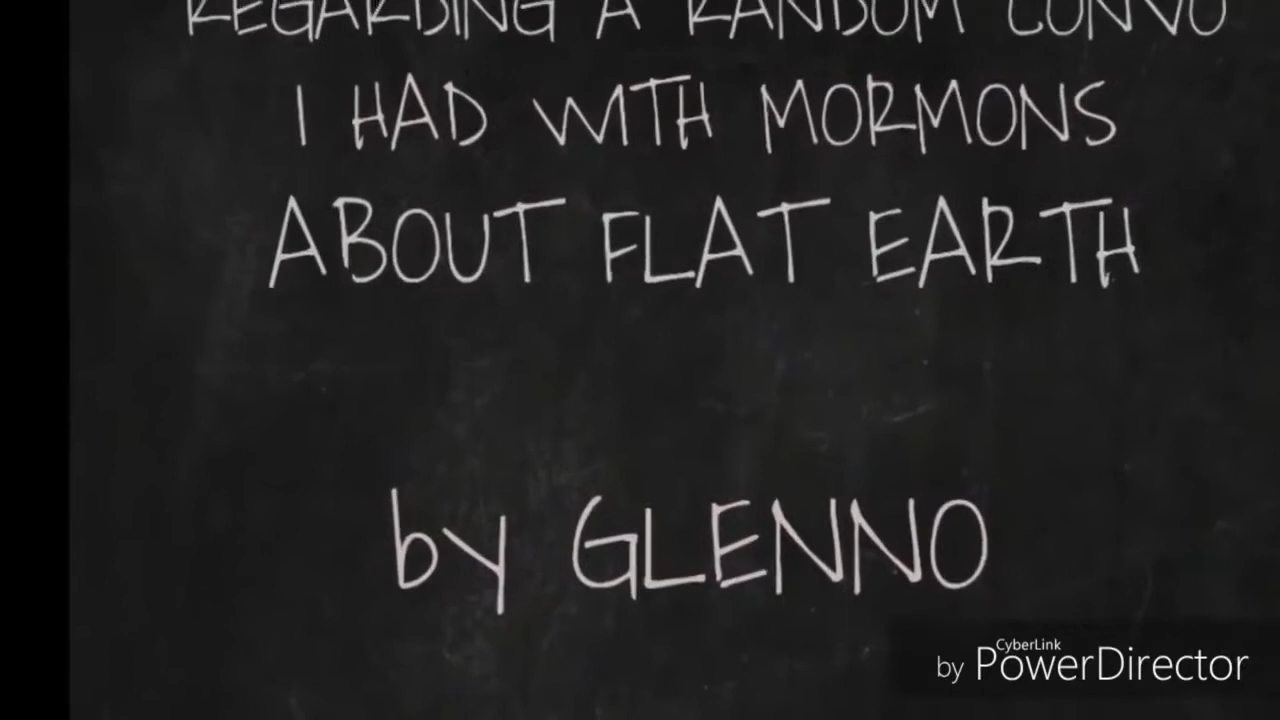 REGARDING A RANDOM CONVO
I HAD WITH MORMONS
ABOUT FLAT EARTH
by GLENNO
CyberLink
by PowerDirector